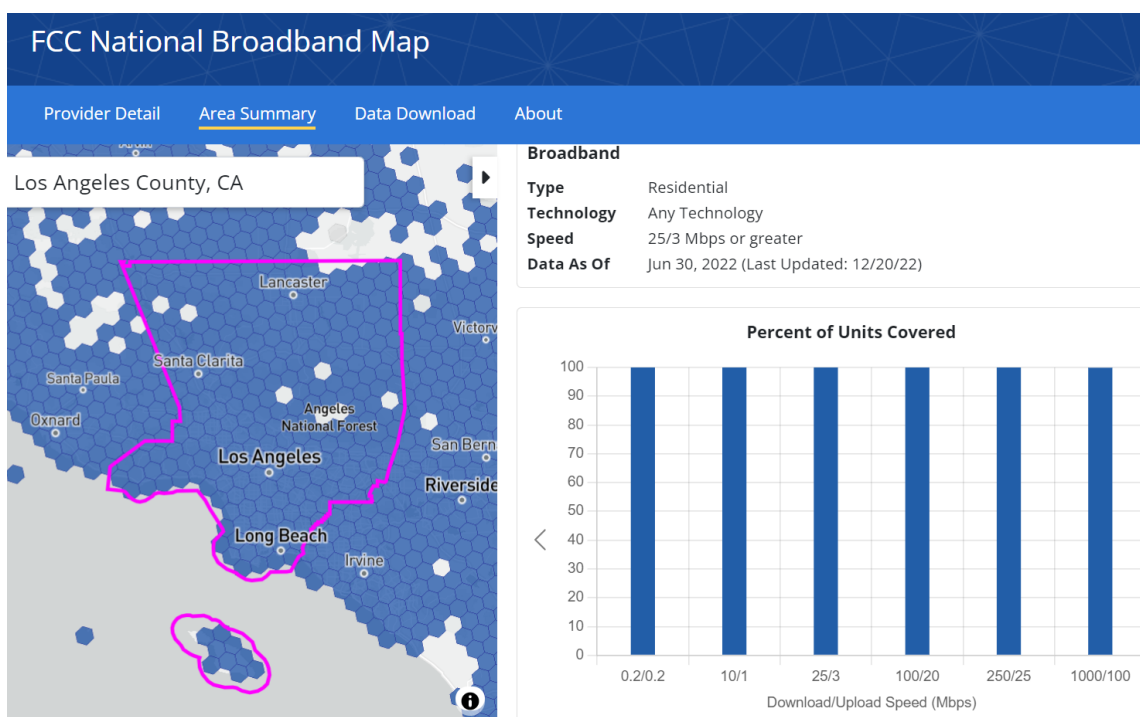 FCC National Broadband Map
Provider Detail Area Summary Data Download About
Los Angeles County, CA
Lancaster
Victorv
Santa Clarita
Santa Paula
Angeles
National Forest
Oxnard
San Bern
Los Angeles
Riverside
Long Beach
Irvine
Broadband
Type Residential
Technology Any Technology
Speed 25/3 Mbps or greater
Data As Of Jun 30, 2022 (Last Updated: 12/20/22)
Percent of Units Covered
100
90
80
70
60
50
40
30
20
10
0
0.2/0.2 10/1 25/3 100/20 250/25 1000/100
Download/Upload Speed (Mbps)